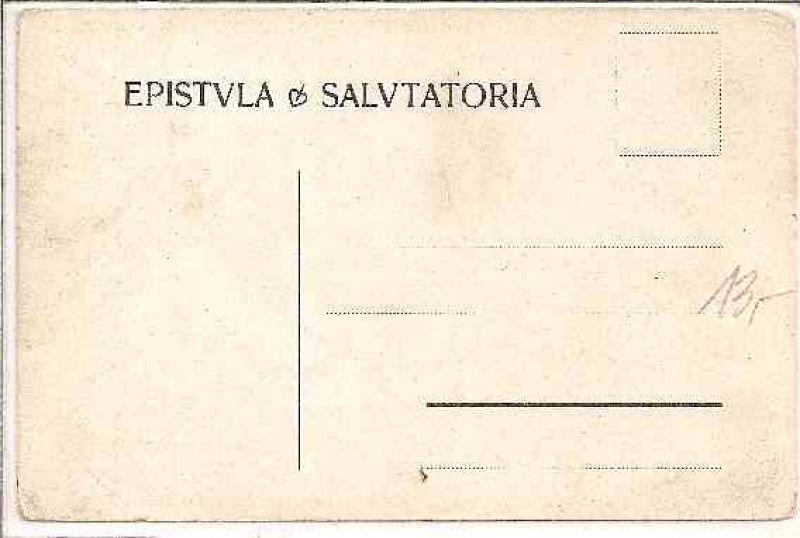 EPISTVLA & SALVTATORIA
13,-